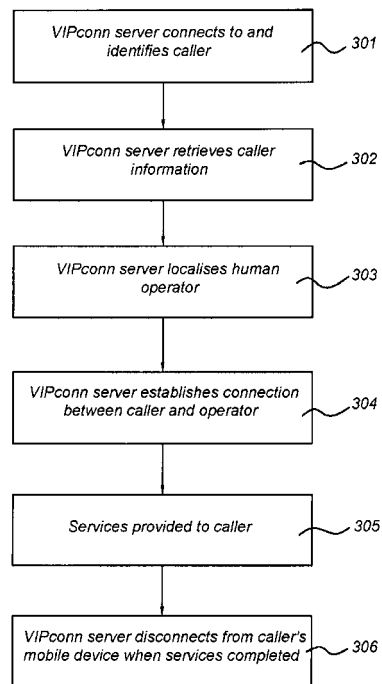 VIPconn server connects to and
identifies caller
301
VIPconn server retrieves caller
information
302
VIPconn server localises human
operator
303
VIPconn server establishes connection
between caller and operator
304
Services provided to caller
305
VIPconn server disconnects from caller's
mobile device when services completed
306